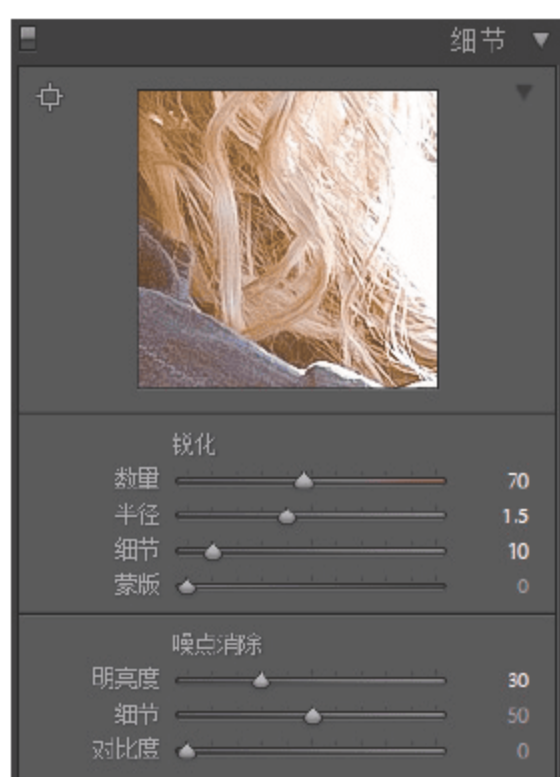 细节
锐化
数量 70
半径 1.5
细节 10
蒙版 0
噪点消除
明亮度 30
细节 50
对比度 0